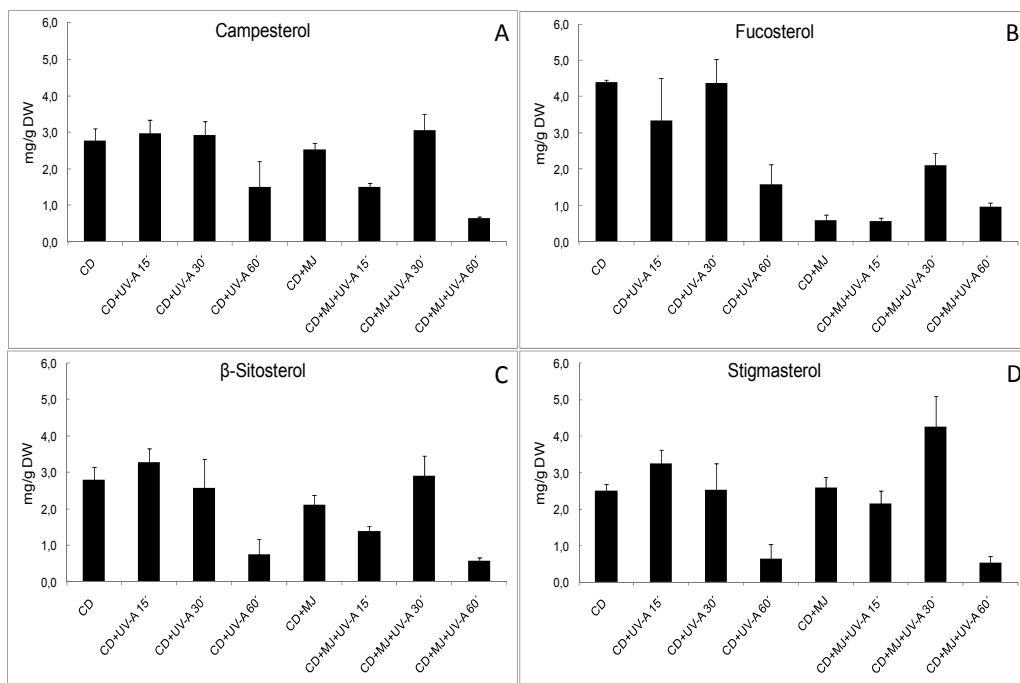 Campesterol
A
mg/g DW
6,0
5,0
4,0
3,0
2,0
1,0
0,0
CD
CD+UV-A 15´
CD+UV-A 30´
CD+UV-A 60´
CD+MJ
CD+MJ+UV-A 15´
CD+MJ+UV-A 30´
CD+MJ+UV-A 60´
Fucosterol
B
mg/g DW
6,0
5,0
4,0
3,0
2,0
1,0
0,0
CD
CD+UV-A 15´
CD+UV-A 30´
CD+UV-A 60´
CD+MJ
CD+MJ+UV-A 15´
CD+MJ+UV-A 30´
CD+MJ+UV-A 60´
β-Sitosterol
C
mg/g DW
6,0
5,0
4,0
3,0
2,0
1,0
0,0
CD
CD+UV-A 15´
CD+UV-A 30´
CD+UV-A 60´
CD+MJ
CD+MJ+UV-A 15´
CD+MJ+UV-A 30´
CD+MJ+UV-A 60´
Stigmasterol
D
mg/g DW
6,0
5,0
4,0
3,0
2,0
1,0
0,0
CD
CD+UV-A 15´
CD+UV-A 30´
CD+UV-A 60´
CD+MJ
CD+MJ+UV-A 15´
CD+MJ+UV-A 30´
CD+MJ+UV-A 60´